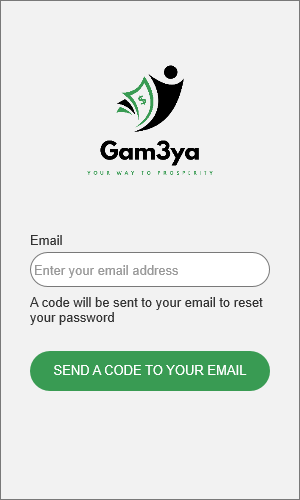 $
Gam3ya
YOUR WAY TO PROSPERITY
Email
Enter your email address
A code will be sent to your email to reset
your password
SEND A CODE TO YOUR EMAIL